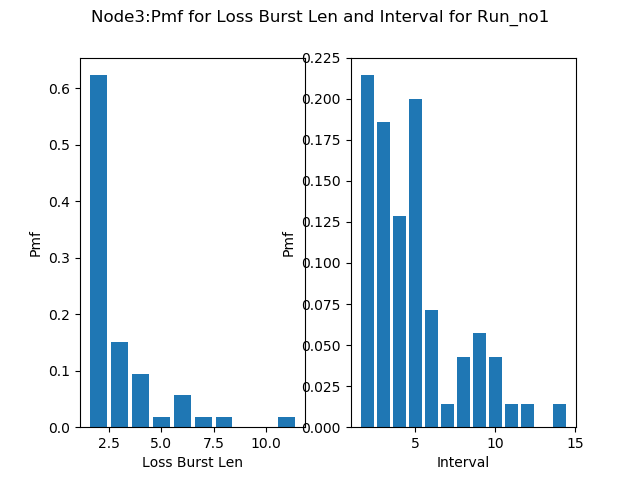 Node3:Pmf for Loss Burst Len and Interval for Run_no1
Pmf
0.6
0.5
0.4
0.3
0.2
0.1
0.0
2.5 5.0 7.5 10.0
Loss Burst Len
Pmf
0.225
0.200
0.175
0.150
0.125
0.100
0.075
0.050
0.025
0.000
5 10 15
Interval